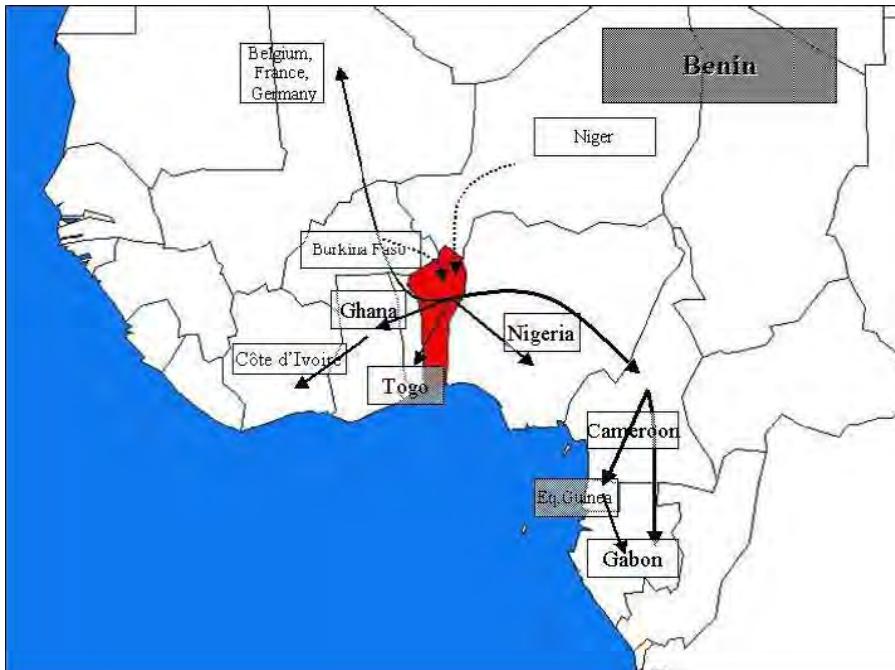 Belgium,
France,
Germany
Benin
Niger
Burkina Faso
Ghana
Nigeria
Côte d'Ivoire
Togo
Cameroon
Eq.Guinea
Gabon